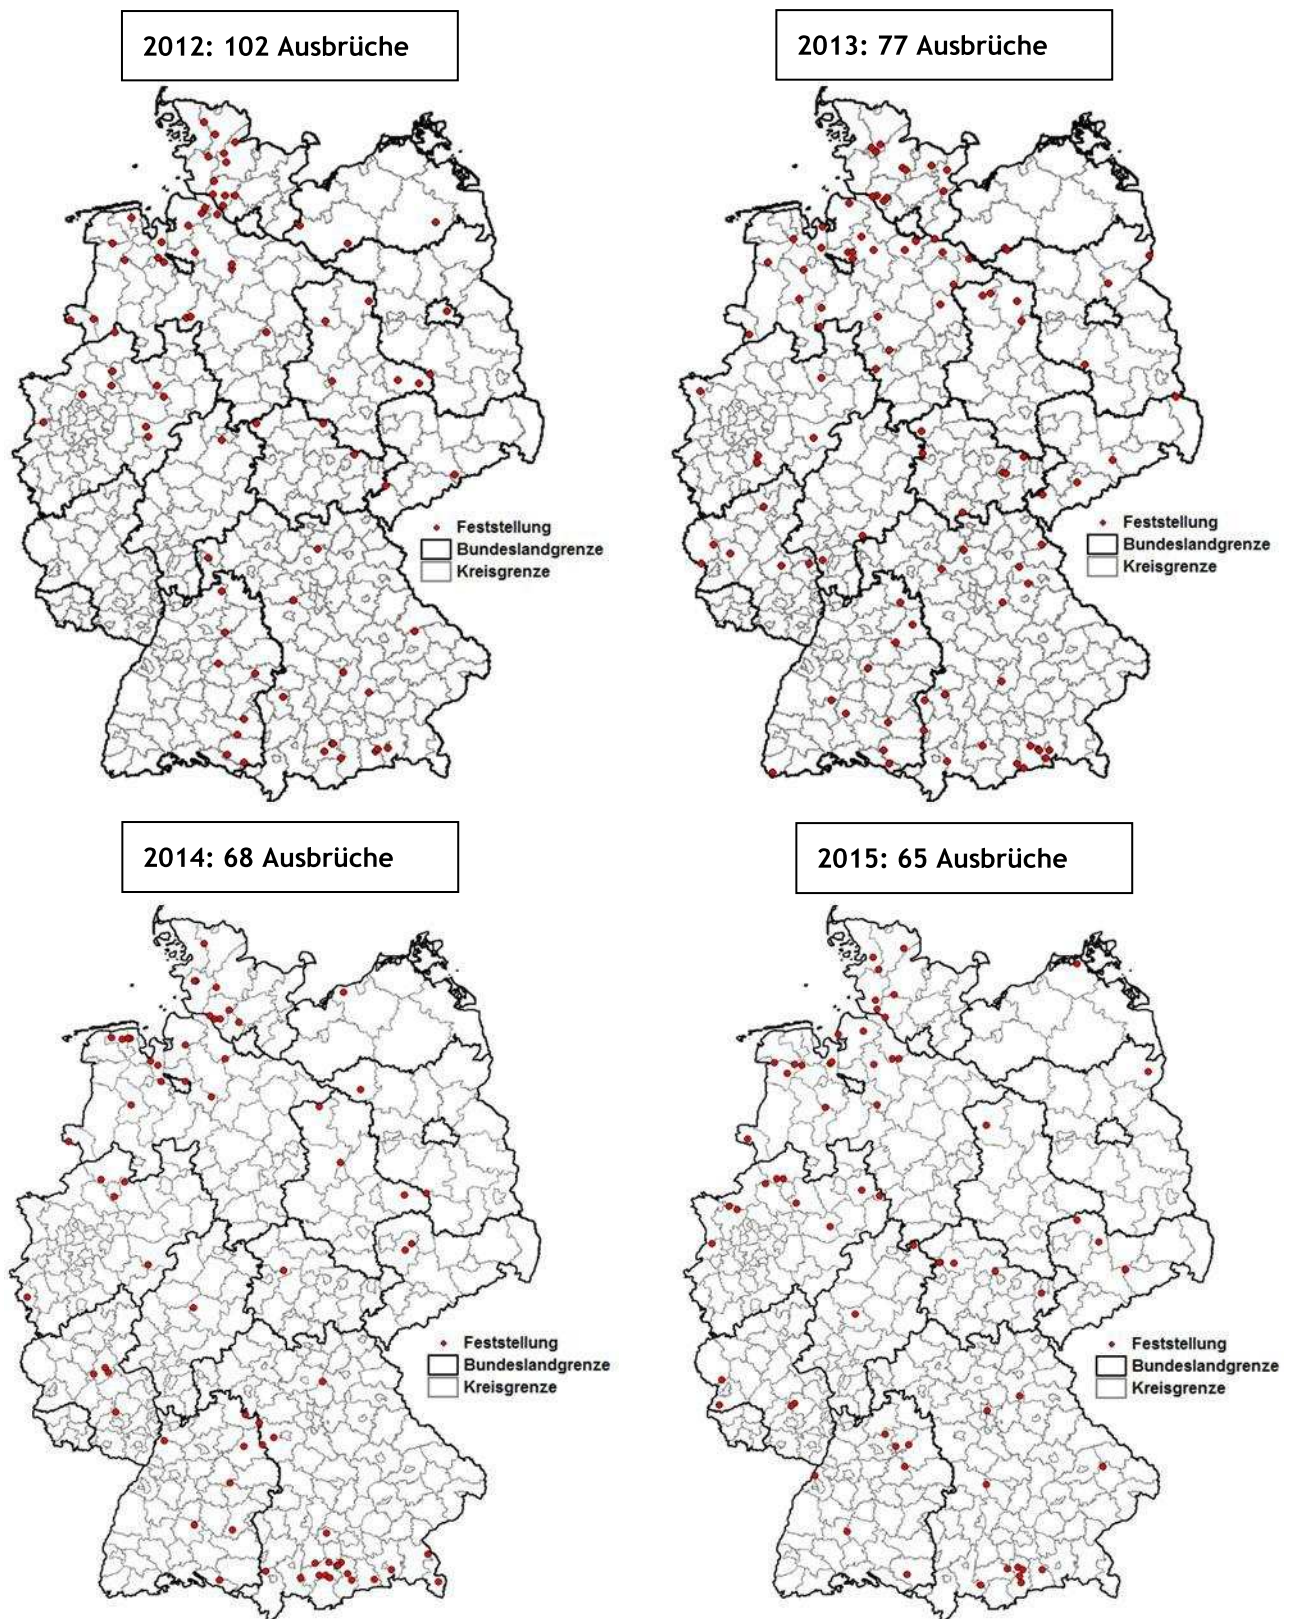 2012: 102 Ausbrüche
2013: 77 Ausbrüche
Feststellung
Bundeslandgrenze
Kreisgrenze
Feststellung
Bundeslandgrenze
Kreisgrenze
2014: 68 Ausbrüche
2015: 65 Ausbrüche
Feststellung
Bundeslandgrenze
Kreisgrenze
Feststellung
Bundeslandgrenze
Kreisgrenze